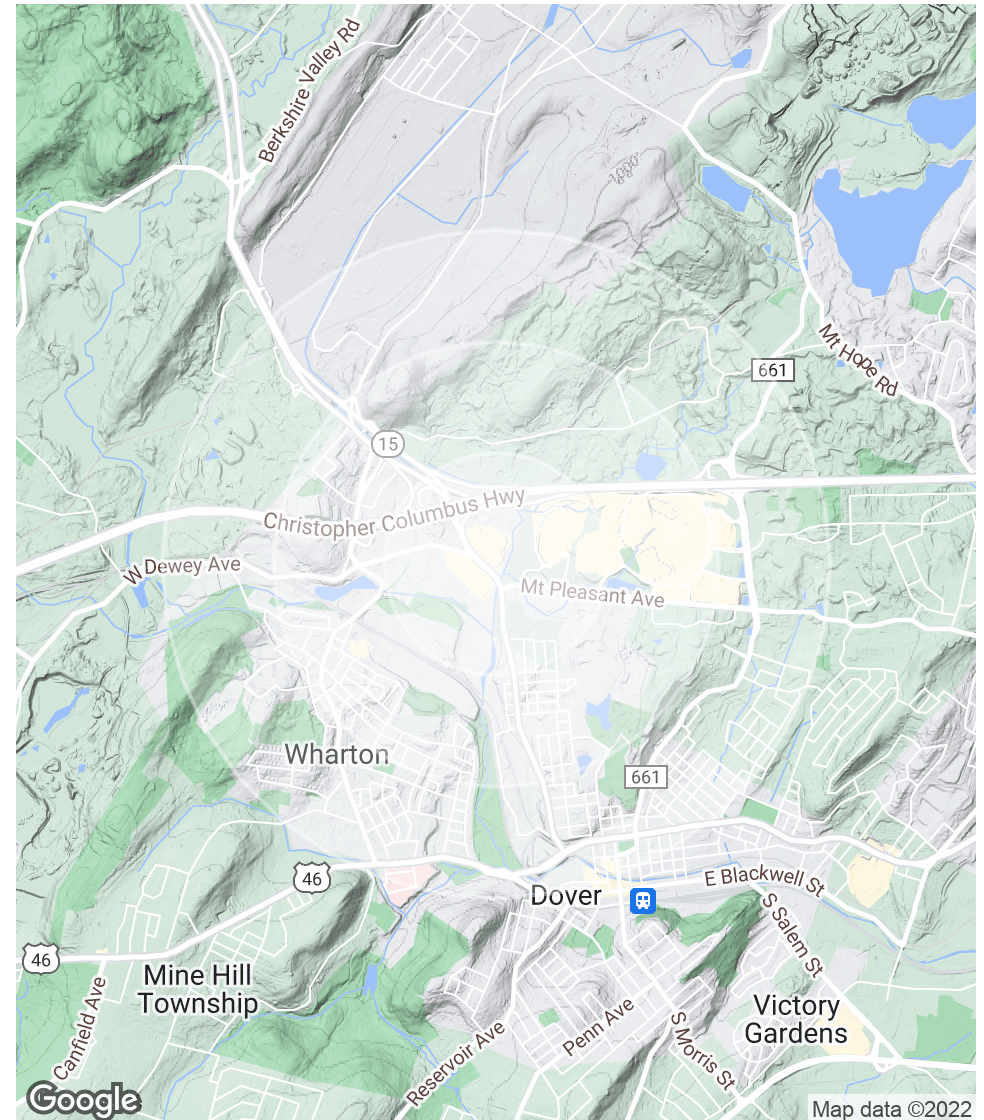 Berkshire Valley Rd
Mt Hope Rd
661
15
Christopher Columbus Hwy
W Dewey Ave
Mt Pleasant Ave
Wharton
661
46
E Blackwell St
Dover
S Salem St
46
Mine Hill
Township
Canfield Ave
Victory
Gardens
Penn Ave
S Morris St
Reservoir Ave
Google
Map data ©2022